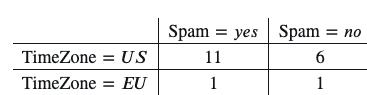 Spam = yes Spam = no
TimeZone = US 11 6
TimeZone = EU 1 1